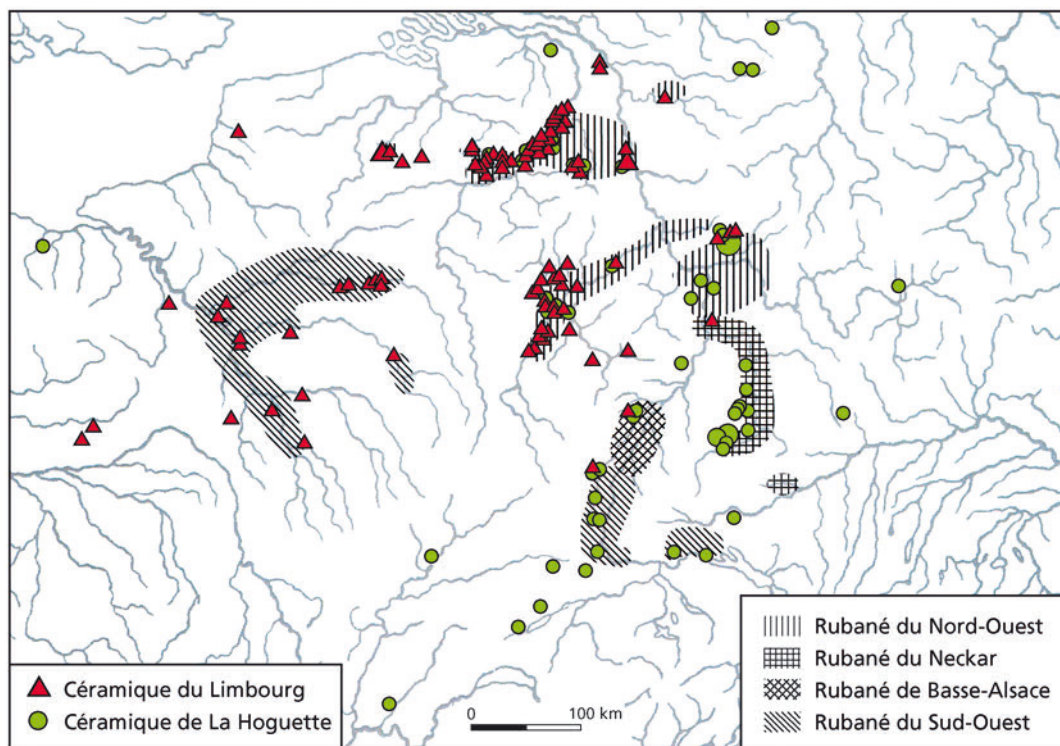 Céramique du Limbourg
Céramique de La Hoguette
0 100 km
Rubané du Nord-Ouest
Rubané du Neckar
Rubané de Basse-Alsace
Rubané du Sud-Ouest